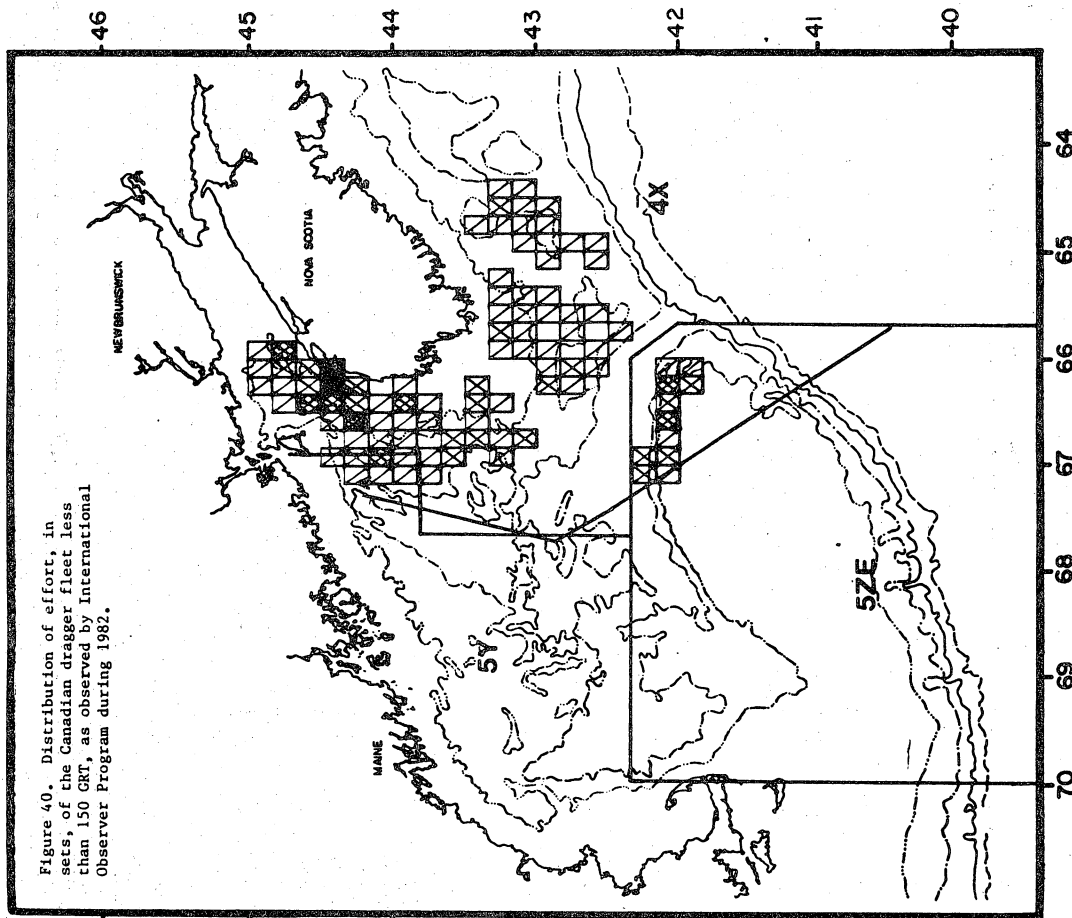 Figure 40. Distribution of effort, in
sets, of the Canadian dragger fleet less
than 150 GRT, as observed by International
Observer Program during 1982.
NEW BRUNSWICK
NOVA SCOTIA
MAINE
5Y
4X
5ZE
46
45
44
43
42
41
40
70
69
68
67
66
65
64